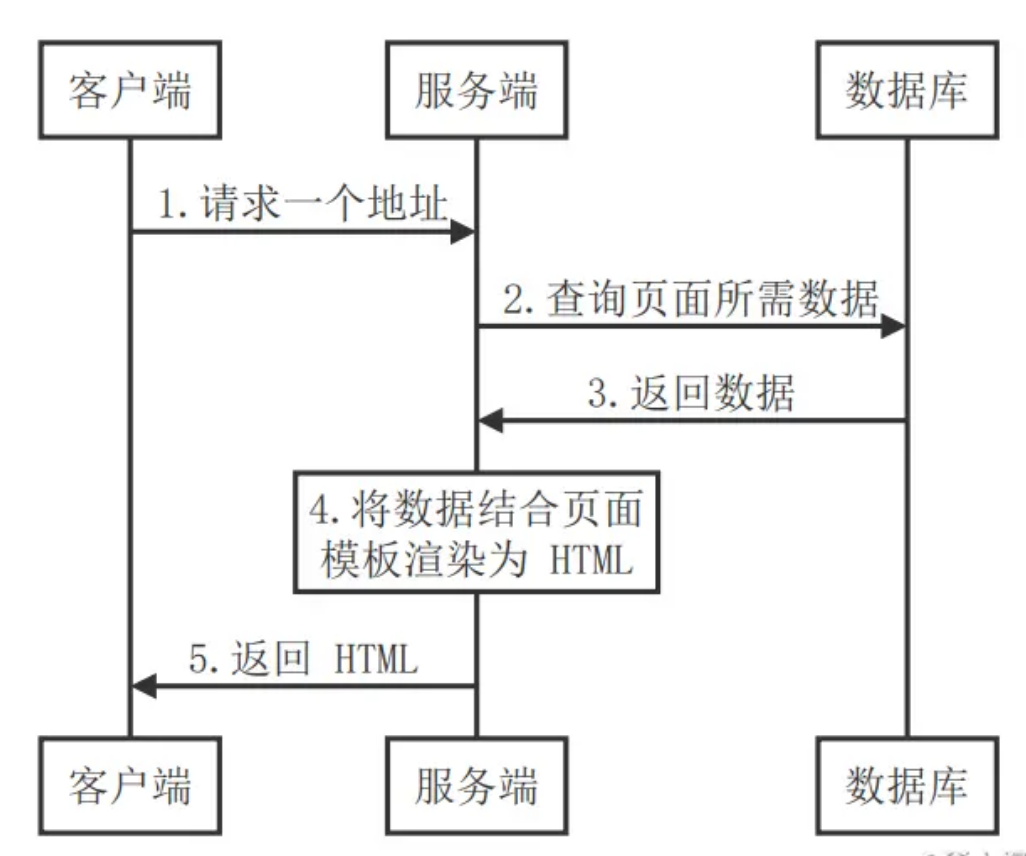 客户端
服务端
数据库
1.请求一个地址
2.查询页面所需数据
3.返回数据
4.将数据结合页面
模板渲染为 HTML
5.返回 HTML
客户端
服务端
数据库